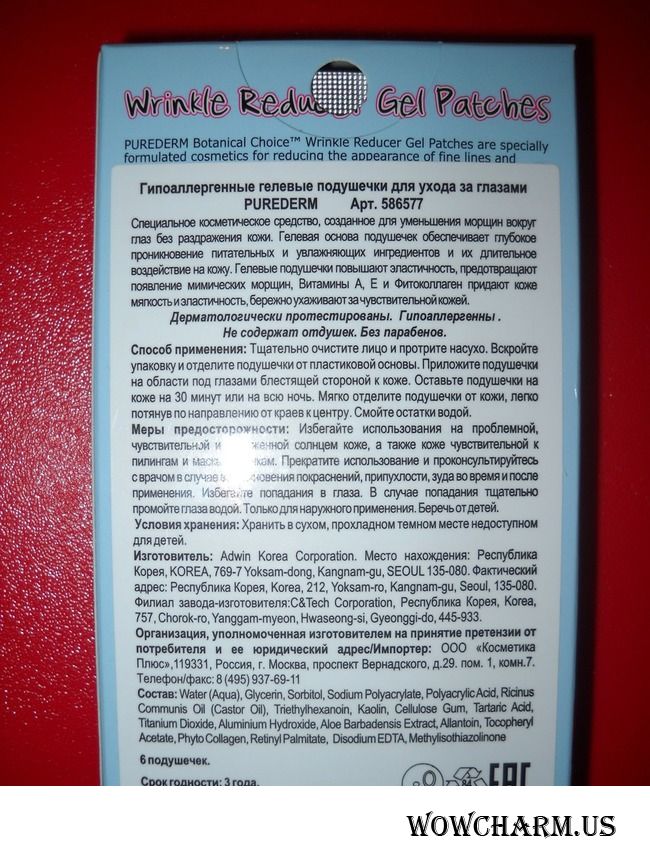 Wrinkle Reducer Gel Patches
PUREDERM Botanical Choice™ Wrinkle Reducer Gel Patches are specially
formulated cosmetics for reducing the appearance of fine lines and
Гипоаллергенные гелевые подушечки для ухода за глазами
PUREDERM Арт. 586577
Специальное косметическое средство, созданное для уменьшения морщин вокруг
глаз без раздражения кожи. Гелевая основа подушечек обеспечивает глубокое
проникновение питательных и увлажняющих ингредиентов и их длительное
воздействие на кожу. Гелевые подушечки повышают эластичность, предотвращают
появление мимических морщин, Витамины А, Е и Фитоколлаген придают коже
мягкость и эластичность, бережно ухаживают за чувствительной кожей.
Дерматологически протестированы. Гипоаллергенны.
Не содержат отдушек. Без парабенов.
Способ применения: Тщательно очистите лицо и протрите насухо. Вскройте
упаковку и отделите подушечки от пластиковой основы. Приложите подушечки
на области под глазами блестящей стороной к коже. Оставьте подушечки на
коже на 30 минут или на всю ночь. Мягко отделите подушечки от кожи, легко
потянув по направлению от краев к центру. Смойте остатки водой.
Меры предосторожности: Избегайте использования на проблемной,
чувствительной и солнцем коже, а также коже чувствительной к
пилингам и Прекратите использование и проконсультируйтесь
с врачом в случае покраснений, припухлости, зуда во время и после
применения. Избегайте попадания в глаза. В случае попадания тщательно
промойте глаза водой. Только для наружного применения. Беречь от детей.
Условия хранения: Хранить в сухом, прохладном темном месте недоступном
для детей.
Изготовитель: Adwin Korea Corporation. Место нахождения: Республика
Корея, KOREA, 769-7 Yoksam-dong, Kangnam-gu, SEOUL 135-080. Фактический
адрес: Республика Корея, 212, Yoksam-ro, Kangnam-gu, Seoul, 135-080.
Филиал завода-изготовителя:C&Tech Corporation, Республика Корея, Korea,
757, Chorok-ro, Yanggam-myeon, Hwaseong-si, Gyeonggi-do, 445-933.
Организация, уполномоченная изготовителем на принятие претензии от
потребителя и ее юридический адрес/Импортер: ООО «Косметика
Плюс»,119331, Россия, г. Москва, проспект Вернадского, д.29. пом. 1, комн.7.
Телефон/факс: 8 (495) 937-69-11
Состав: Water (Aqua), Glycerin, Sorbitol, Sodium Polyacrylate, Polyacrylic Acid, Ricinus
Communis Oil (Castor Oil), Triethylhexanoin, Kaolin, Cellulose Gum, Tartaric Acid,
Titanium Dioxide, Aluminium Hydroxide, Aloe Barbadensis Extract, Allantoin, Tocopheryl
Acetate, Phyto Collagen, Retinyl Palmitate, Disodium EDTA, Methylisothiazolinone
6 подушечек.
Срок годности: 3 года.
84 EAC
WOWCHARM.US